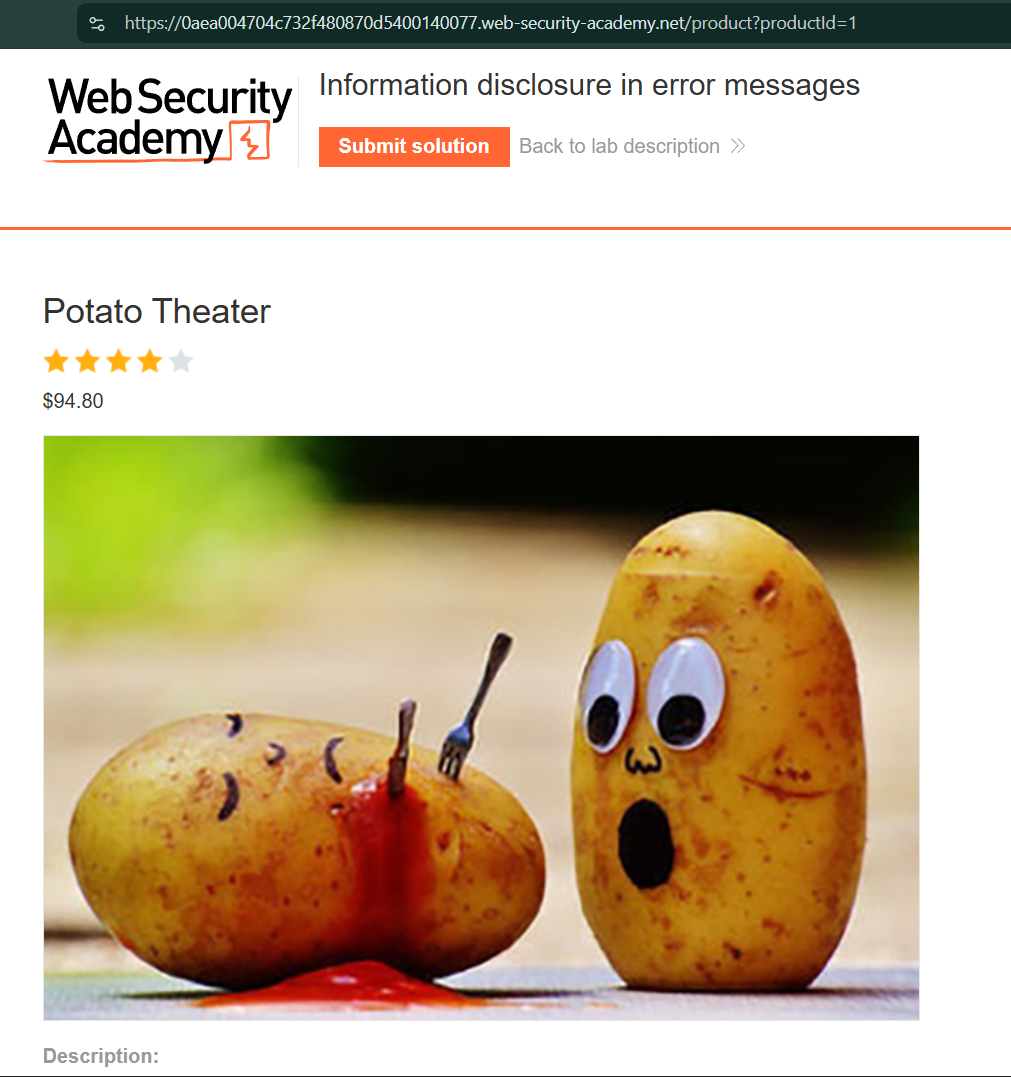 https://0aea004704c732f480870d5400140077.web-security-academy.net/product?productId=1
Web Security
Academy
Information disclosure in error messages
Submit solution
Back to lab description
Potato Theater
$94.80
Description: